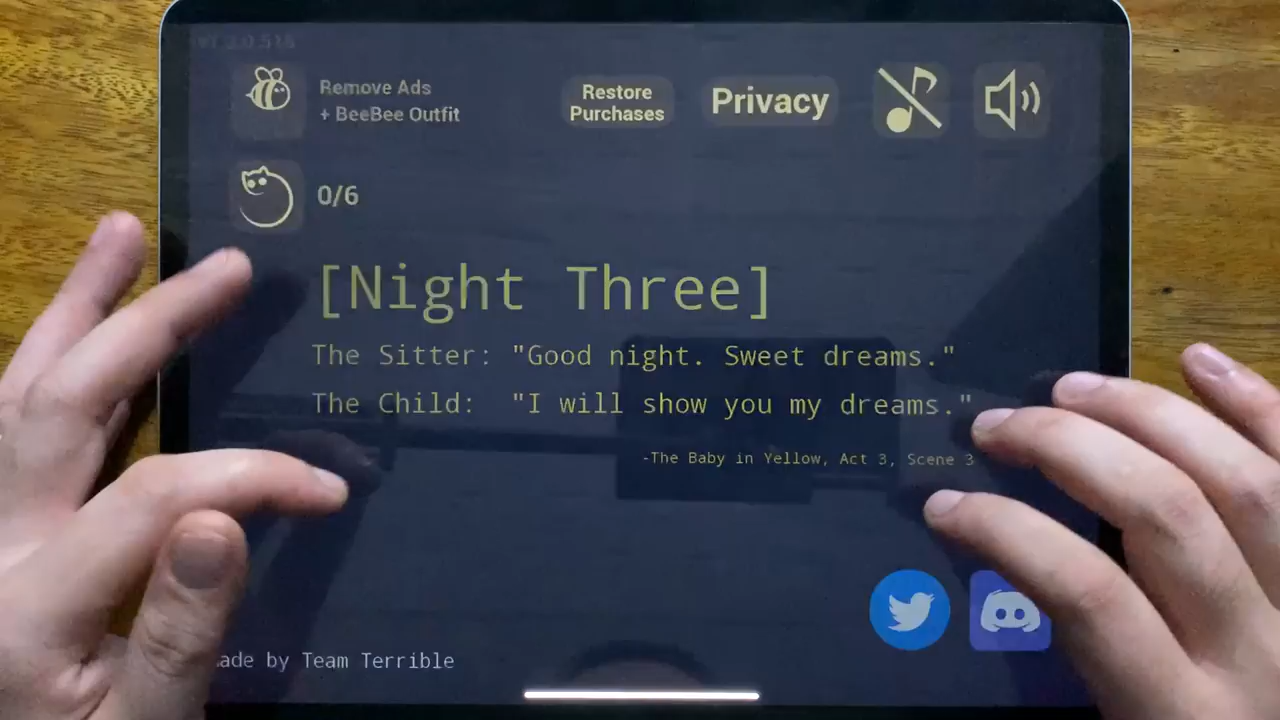 Remove Ads
+ BeeBee Outfit
Restore
Purchases
Privacy
0/6
[Night Three]
The Sitter: "Good night. Sweet dreams."
The Child: "I will show you my dreams."
-The Baby in Yellow, Act 3, Scene 3
ade by Team Terrible